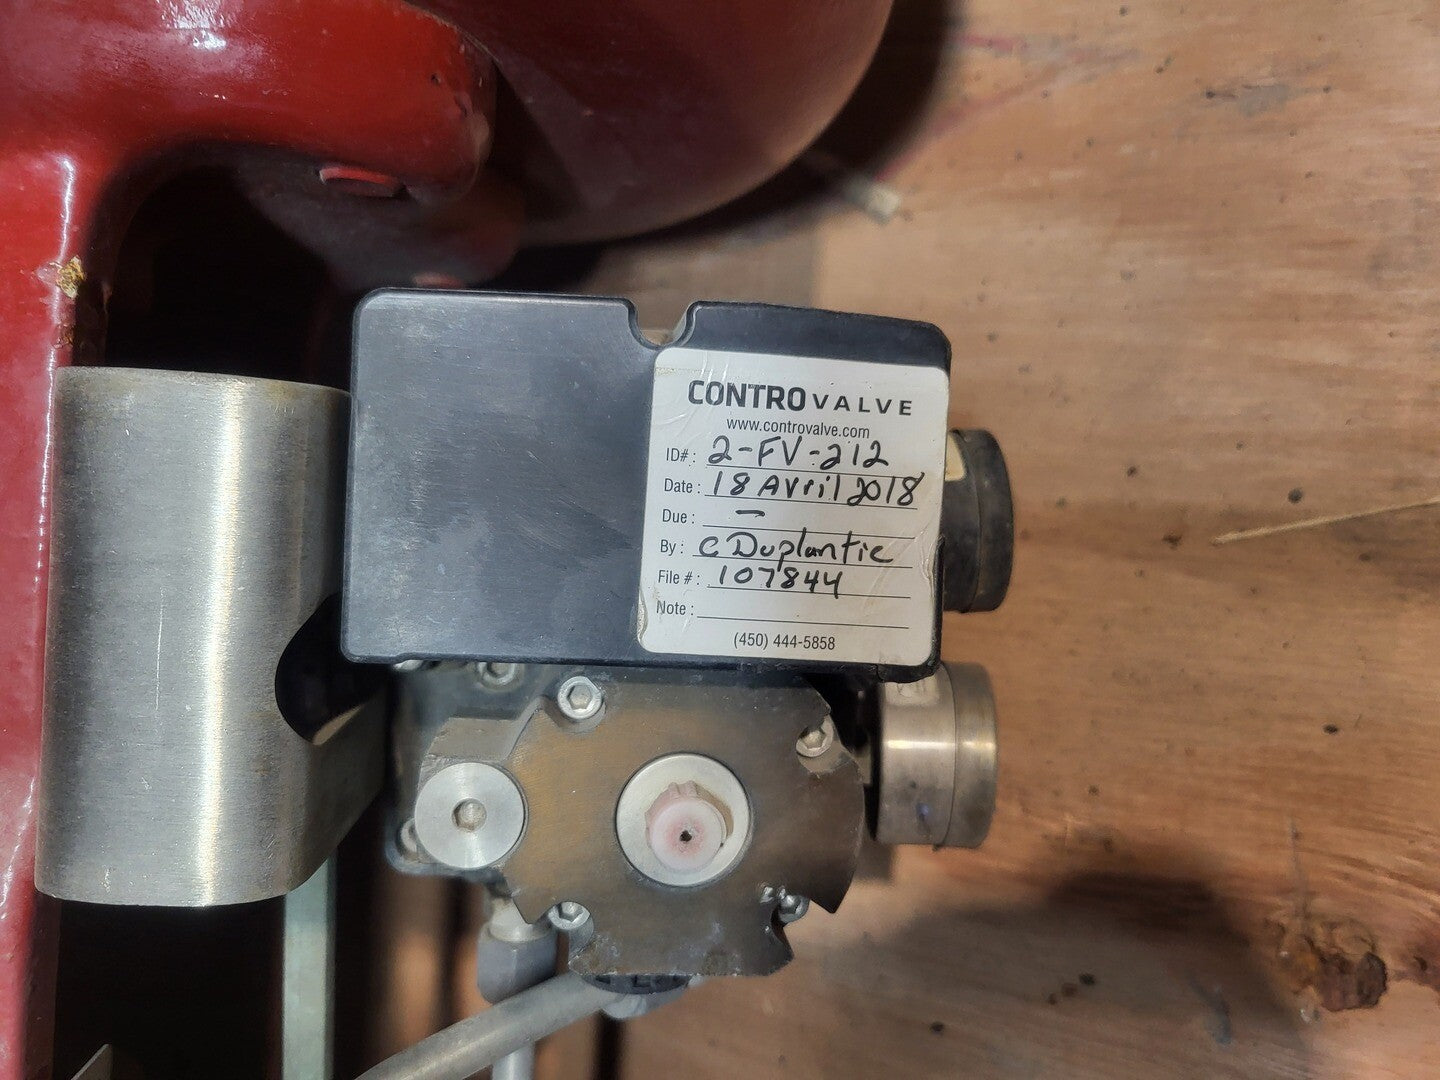 CONTROVALVE
www.controvalve.com
ID#: 2-FV-212
Date: 18 Avril 2018
Due: —
By: C Duplantie
File #: 107844
Note:
(450) 444-5858